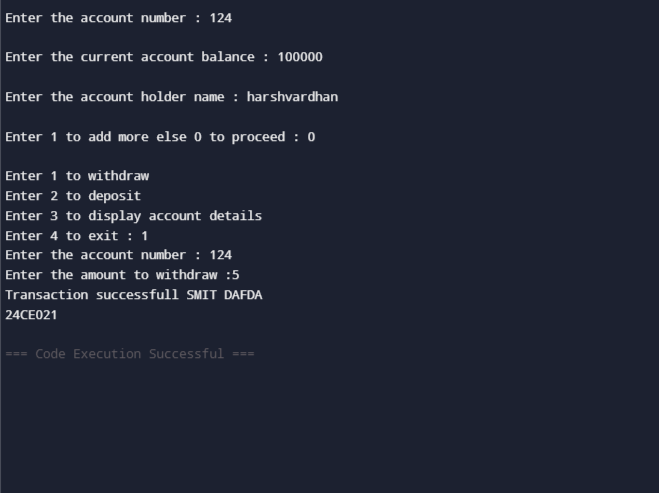 Enter the account number : 124
Enter the current account balance : 100000
Enter the account holder name : harshvardhan
Enter 1 to add more else 0 to proceed : 0
Enter 1 to withdraw
Enter 2 to deposit
Enter 3 to display account details
Enter 4 to exit : 1
Enter the account number : 124
Enter the amount to withdraw :5
Transaction successfull SMIT DAFDA
24CE021
=== Code Execution Successful ===